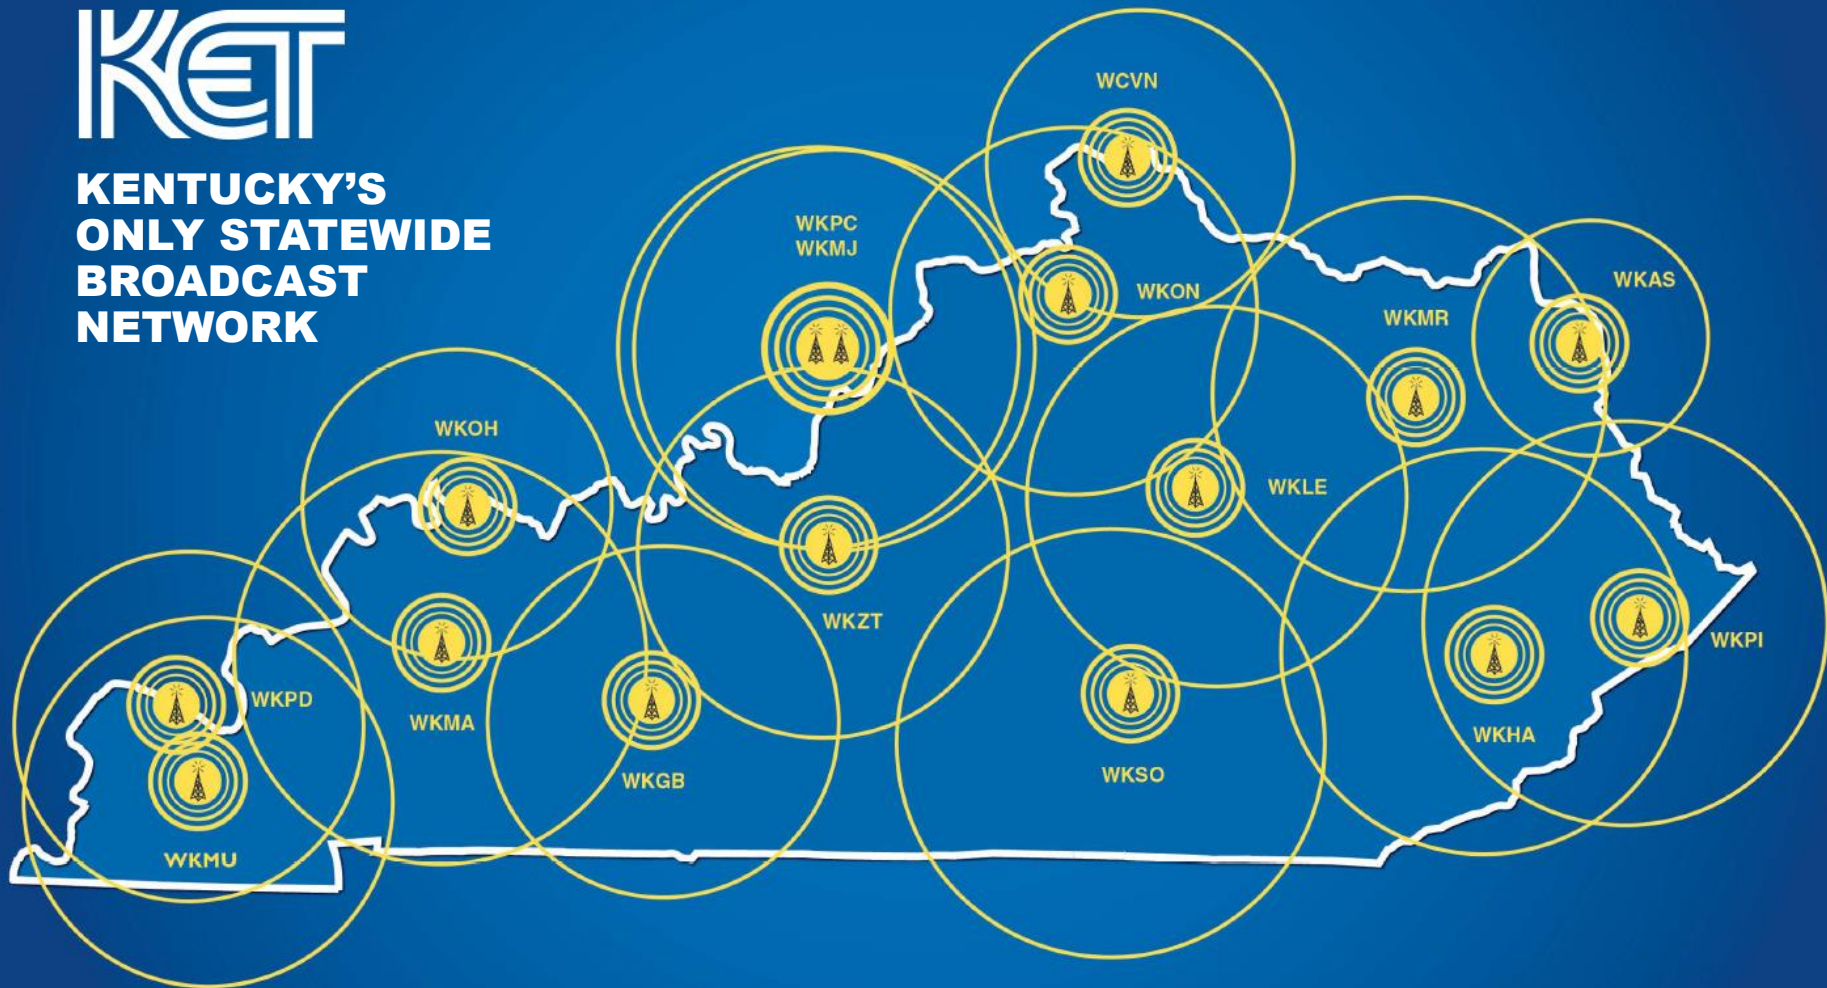 KET
KENTUCKY'S
ONLY STATEWIDE
BROADCAST
NETWORK
WCVN
WKPC
WKMJ
WKON
WKAS
WKMR
WKOH
WKLE
WKZT
WKPI
WKPD
WKMA
WKHA
WKGB
WKSO
WKMU